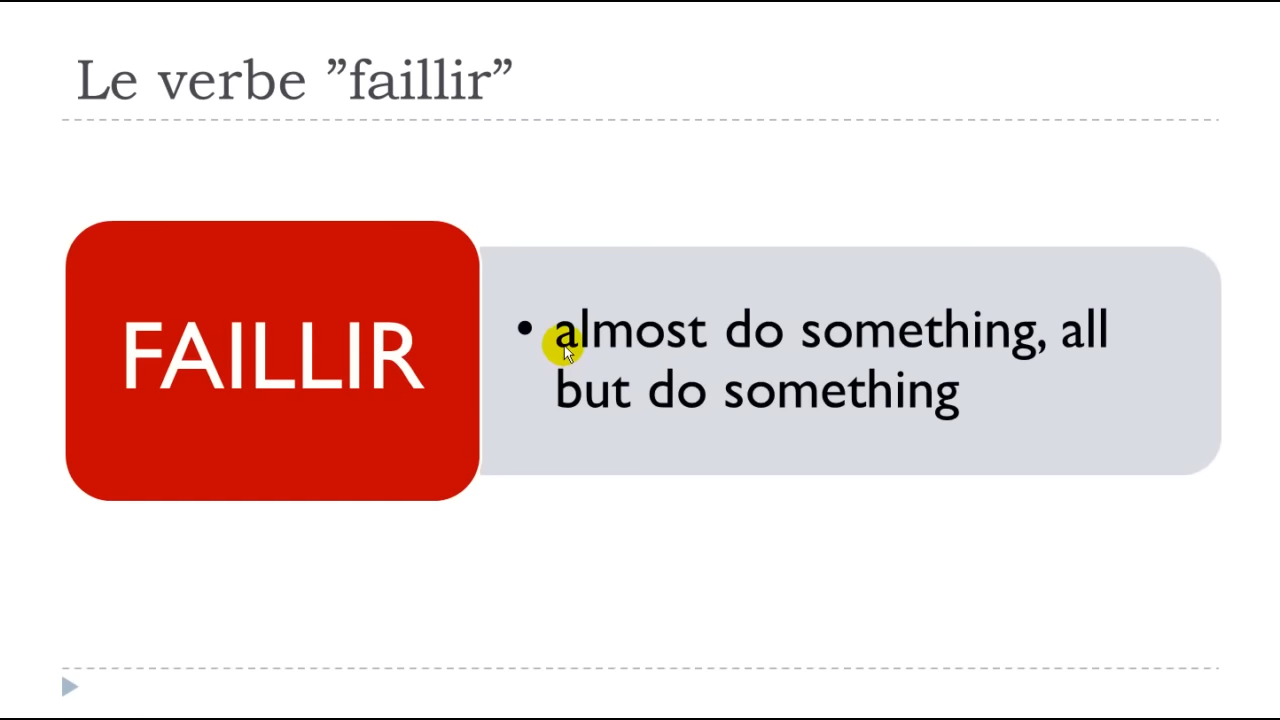 Le verbe ”faillir”
FAILLIR
• almost do something, all
but do something